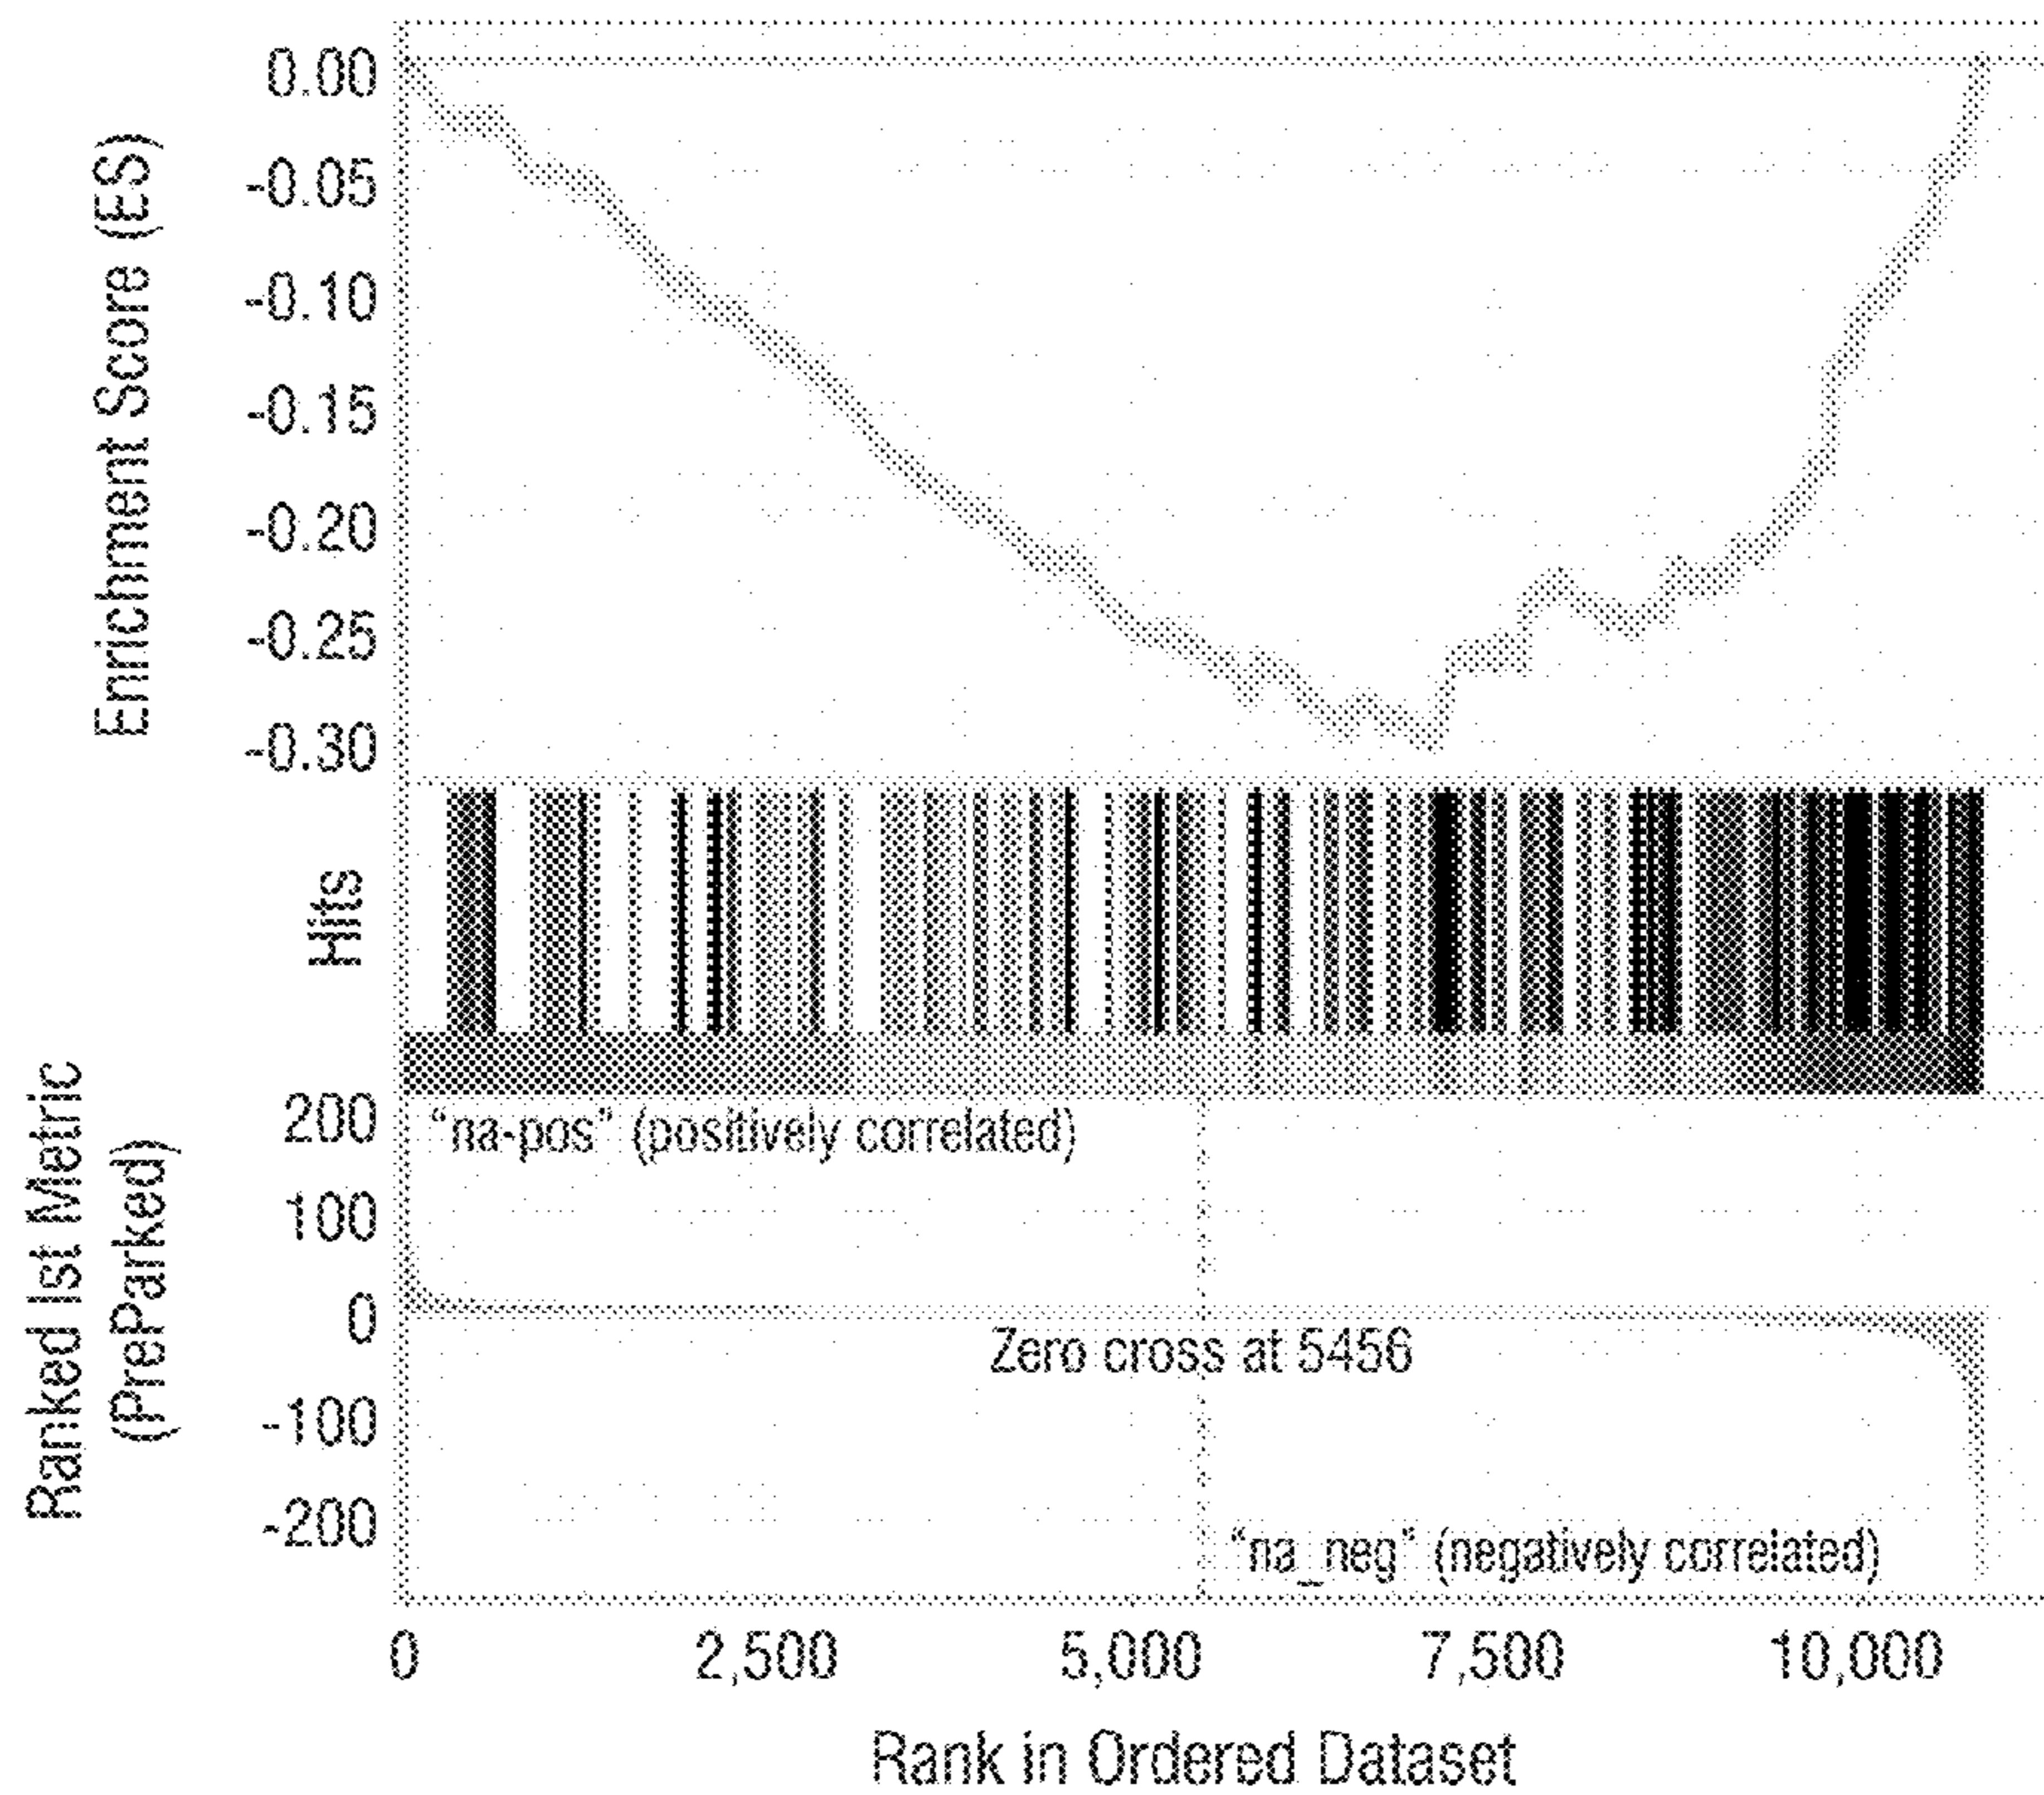 Enrichment Score (ES)
0.00
-0.05
-0.10
-0.15
-0.20
-0.25
-0.30
Hits
Ranked Ist Metric
(PreParked)
200
100
0
-100
-200
"na-pos" (positively correlated)
Zero cross at 5456
"na_neg" (negatively correlated)
0 2,500 5,000 7,500 10,000
Rank in Ordered Dataset